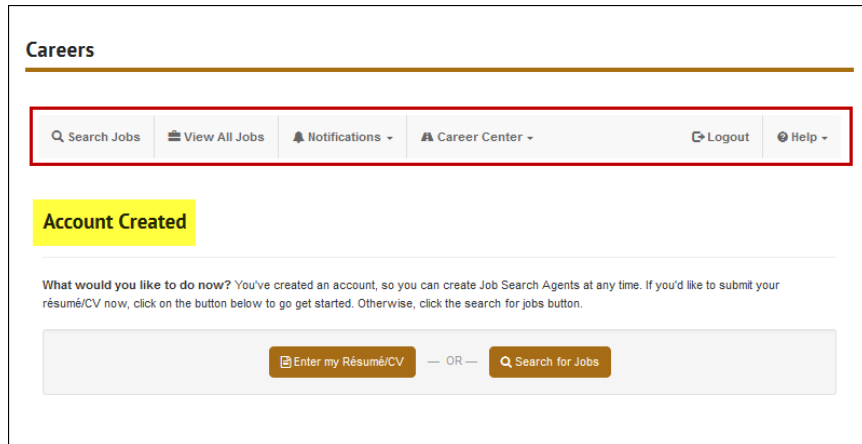 Careers
Search Jobs View All Jobs Notifications Career Center Logout Help
Account Created
What would you like to do now? You've created an account, so you can create Job Search Agents at any time. If you'd like to submit your
résumé/CV now, click on the button below to go get started. Otherwise, click the search for jobs button.
Enter my Résumé/CV — OR — Search for Jobs